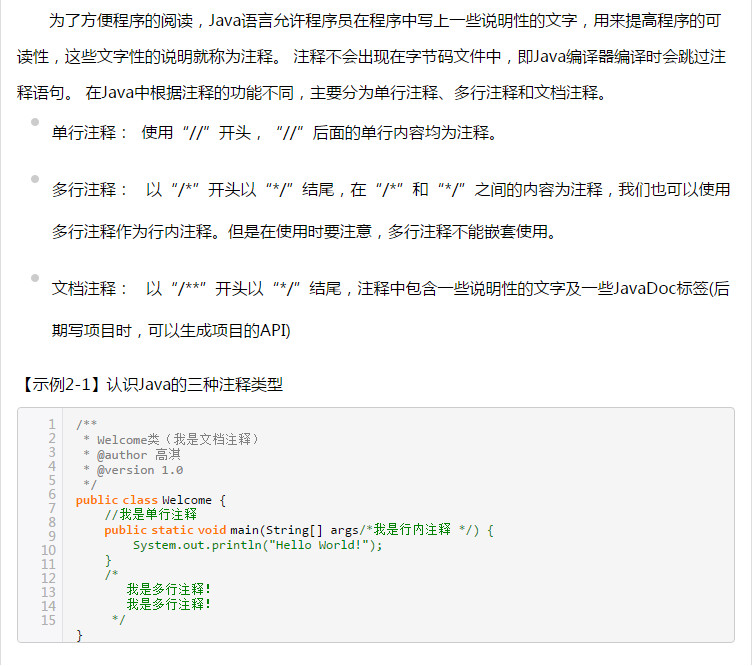 为了方便程序的阅读，Java语言允许程序员在程序中写上一些说明性的文字，用来提高程序的可
读性，这些文字性的说明就称为注释。 注释不会出现在字节码文件中，即Java编译器编译时会跳过注
释语句。 在Java中根据注释的功能不同，主要分为单行注释、多行注释和文档注释。
单行注释： 使用“//”开头，“//”后面的单行内容均为注释。
多行注释： 以“/*”开头以“*/”结尾，在“/*”和“*/”之间的内容为注释，我们也可以使用
多行注释作为行内注释。但是在使用时要注意，多行注释不能嵌套使用。
文档注释： 以“/**”开头以“*/”结尾，注释中包含一些说明性的文字及一些JavaDoc标签(后
期写项目时，可以生成项目的API)
【示例2-1】认识Java的三种注释类型
1 /**
2  * Welcome类（我是文档注释）
3  * @author 高淇
4  * @version 1.0
5  */
6 public class Welcome {
7     //我是单行注释
8     public static void main(String[] args/*我是行内注释 */) {
9         System.out.println("Hello World!");
10     }
11     /*
12        我是多行注释!
13        我是多行注释!
14      */
15 }